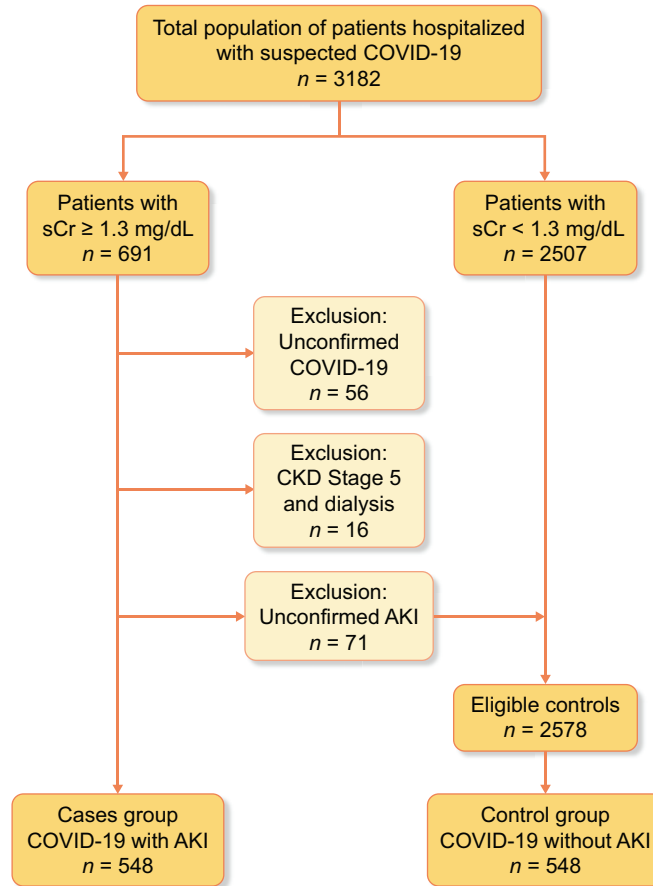 Total population of patients hospitalized
with suspected COVID-19
n = 3182
Patients with
sCr ≥ 1.3 mg/dL
n = 691
Patients with
sCr < 1.3 mg/dL
n = 2507
Exclusion:
Unconfirmed
COVID-19
n = 56
Exclusion:
CKD Stage 5
and dialysis
n = 16
Exclusion:
Unconfirmed AKI
n = 71
Eligible controls
n = 2578
Cases group
COVID-19 with AKI
n = 548
Control group
COVID-19 without AKI
n = 548